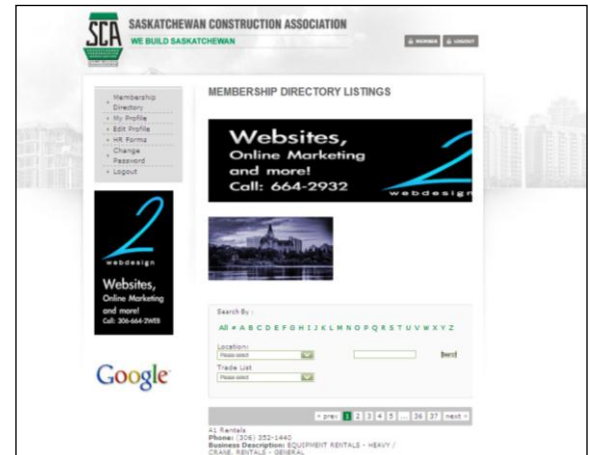 SCA
SASKATCHEWAN CONSTRUCTION ASSOCIATION
WE BUILD SASKATCHEWAN
MEMBER
LOGOUT
Membership
Directory
My Profile
Edit Profile
HR Forms
Change
Password
Logout
2
webdesign
Websites,
Online Marketing
and more!
Call: 306-664-2WEB
Google
MEMBERSHIP DIRECTORY LISTINGS
Websites,
Online Marketing
and more!
Call: 664-2932
2
webdesign
Search By :
All # A B C D E F G H I J K L M N O P Q R S T U V W X Y Z
Location:
Please select
Trade List
Please select
< prev 1 2 3 4 5 ... 36 37 next >
41 Rentals
Phone: (306) 352-1440
Business Description: EQUIPMENT RENTALS - HEAVY /
CRANE, RENTALS - GENERAL